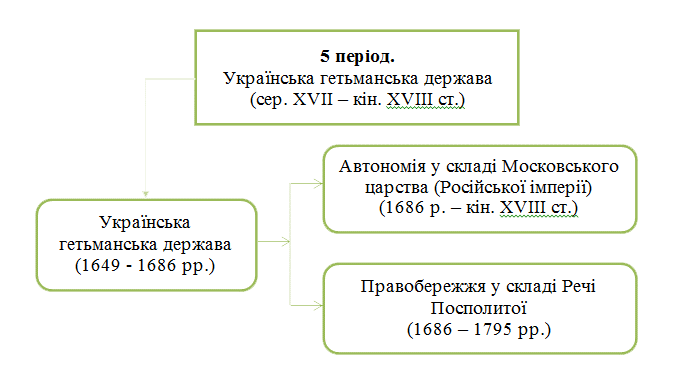 5 період.
Українська гетьманська держава
(сер. XVII – кін. XVIII ст.)
Автономія у складі Московського
царства (Російської імперії)
(1686 р. – кін. XVIII ст.)
Українська
гетьманська держава
(1649 - 1686 рр.)
Правобережжя у складі Речі
Посполитої
(1686 – 1795 рр.)